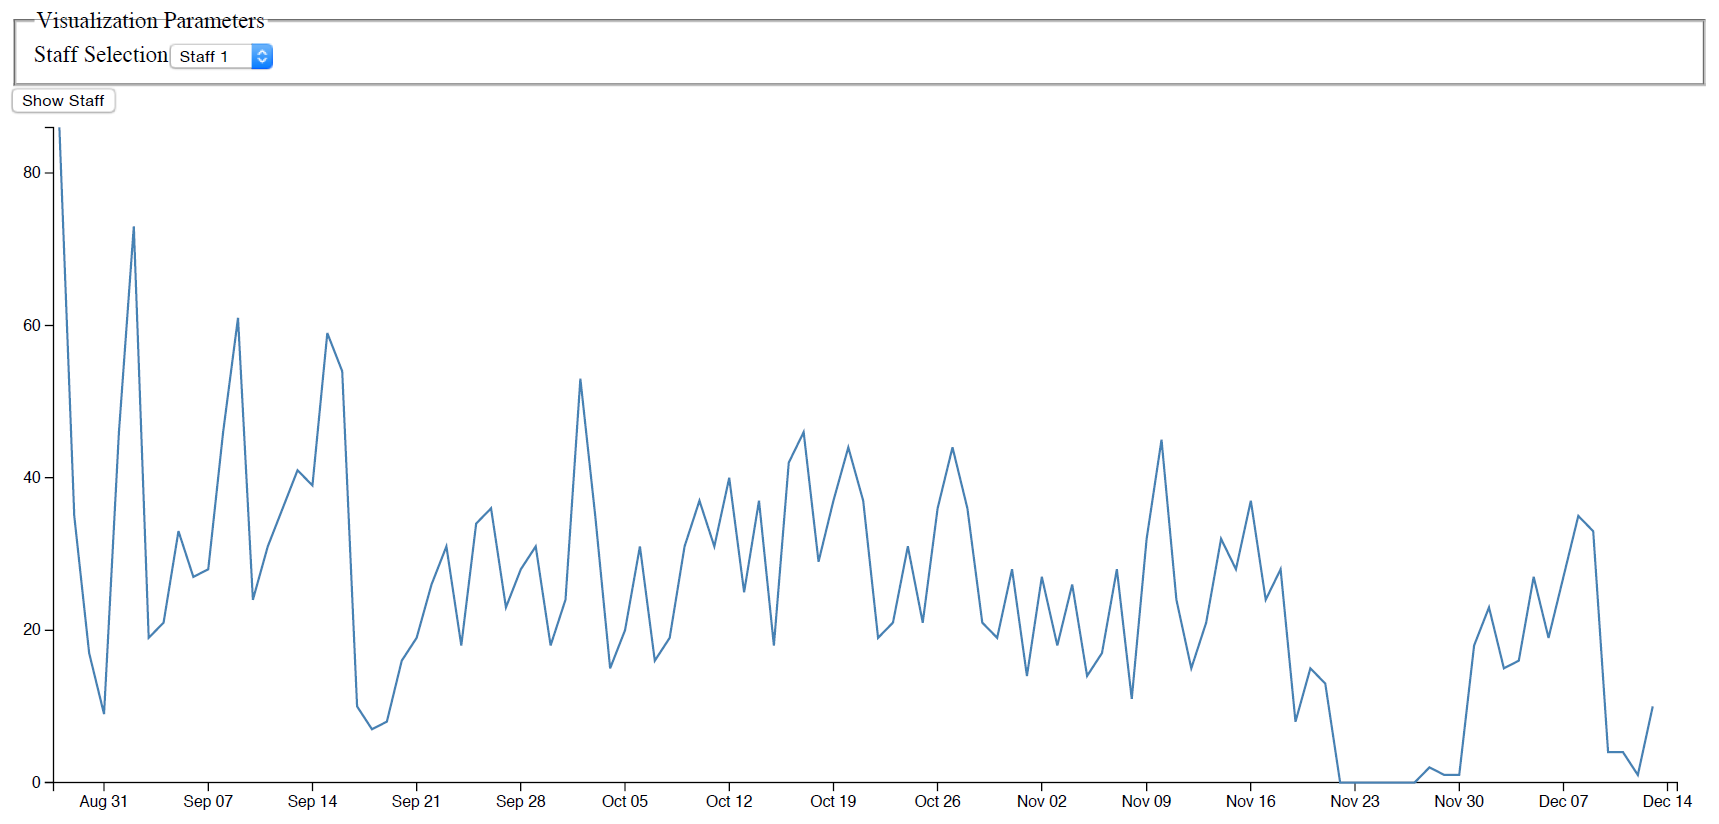 Visualization Parameters
Staff Selection Staff 1
Show Staff
80
60
40
20
0
Aug 31 Sep 07 Sep 14 Sep 21 Sep 28 Oct 05 Oct 12 Oct 19 Oct 26 Nov 02 Nov 09 Nov 16 Nov 23 Nov 30 Dec 07 Dec 14